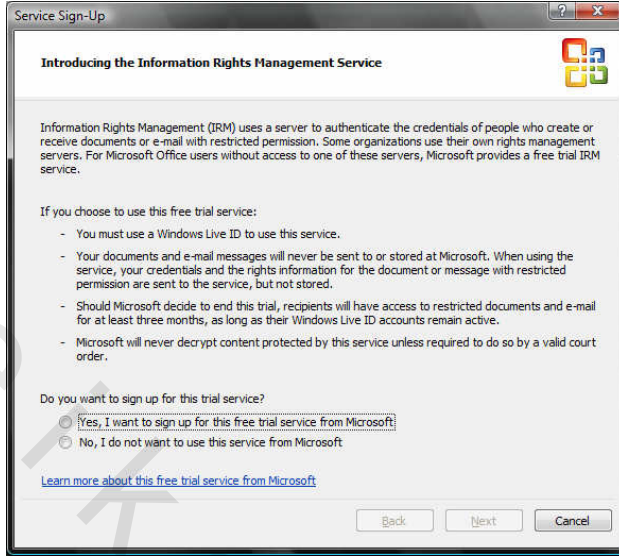 Service Sign-Up
Introducing the Information Rights Management Service
Information Rights Management (IRM) uses a server to authenticate the credentials of people who create or
receive documents or e-mail with restricted permission. Some organizations use their own rights management
servers. For Microsoft Office users without access to one of these servers, Microsoft provides a free trial IRM
service.
If you choose to use this free trial service:
- You must use a Windows Live ID to use this service.
- Your documents and e-mail messages will never be sent to or stored at Microsoft. When using the
service, your credentials and the rights information for the document or message with restricted
permission are sent to the service, but not stored.
- Should Microsoft decide to end this trial, recipients will have access to restricted documents and e-mail
for at least three months, as long as their Windows Live ID accounts remain active.
- Microsoft will never decrypt content protected by this service unless required to do so by a valid court
order.
Do you want to sign up for this trial service?
Yes, I want to sign up for this free trial service from Microsoft
No, I do not want to use this service from Microsoft
Learn more about this free trial service from Microsoft
Back Next Cancel